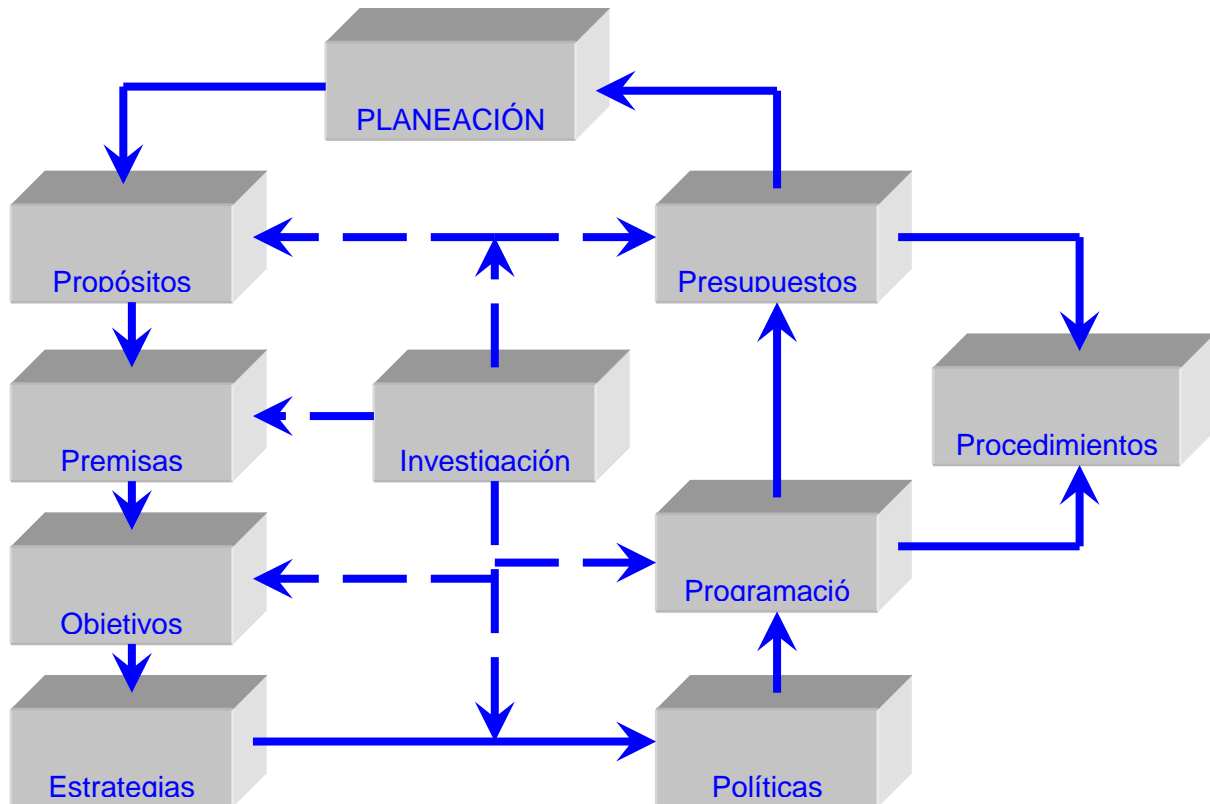 PLANEACIÓN
Propósitos
Presupuestos
Premisas
Investigación
Procedimientos
Objetivos
Programació
Estrategias
Políticas